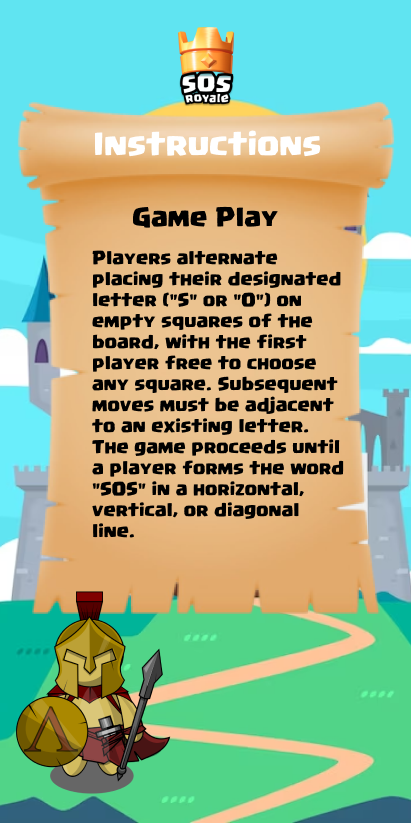 SOS
Royale
Instructions
Game Play
Players alternate
placing their designated
letter ("S" or "O") on
empty squares of the
board, with the first
player free to choose
any square. Subsequent
moves must be adjacent
to an existing letter.
The game proceeds until
a player forms the word
"SOS" in a horizontal,
vertical, or diagonal
line.
Λ